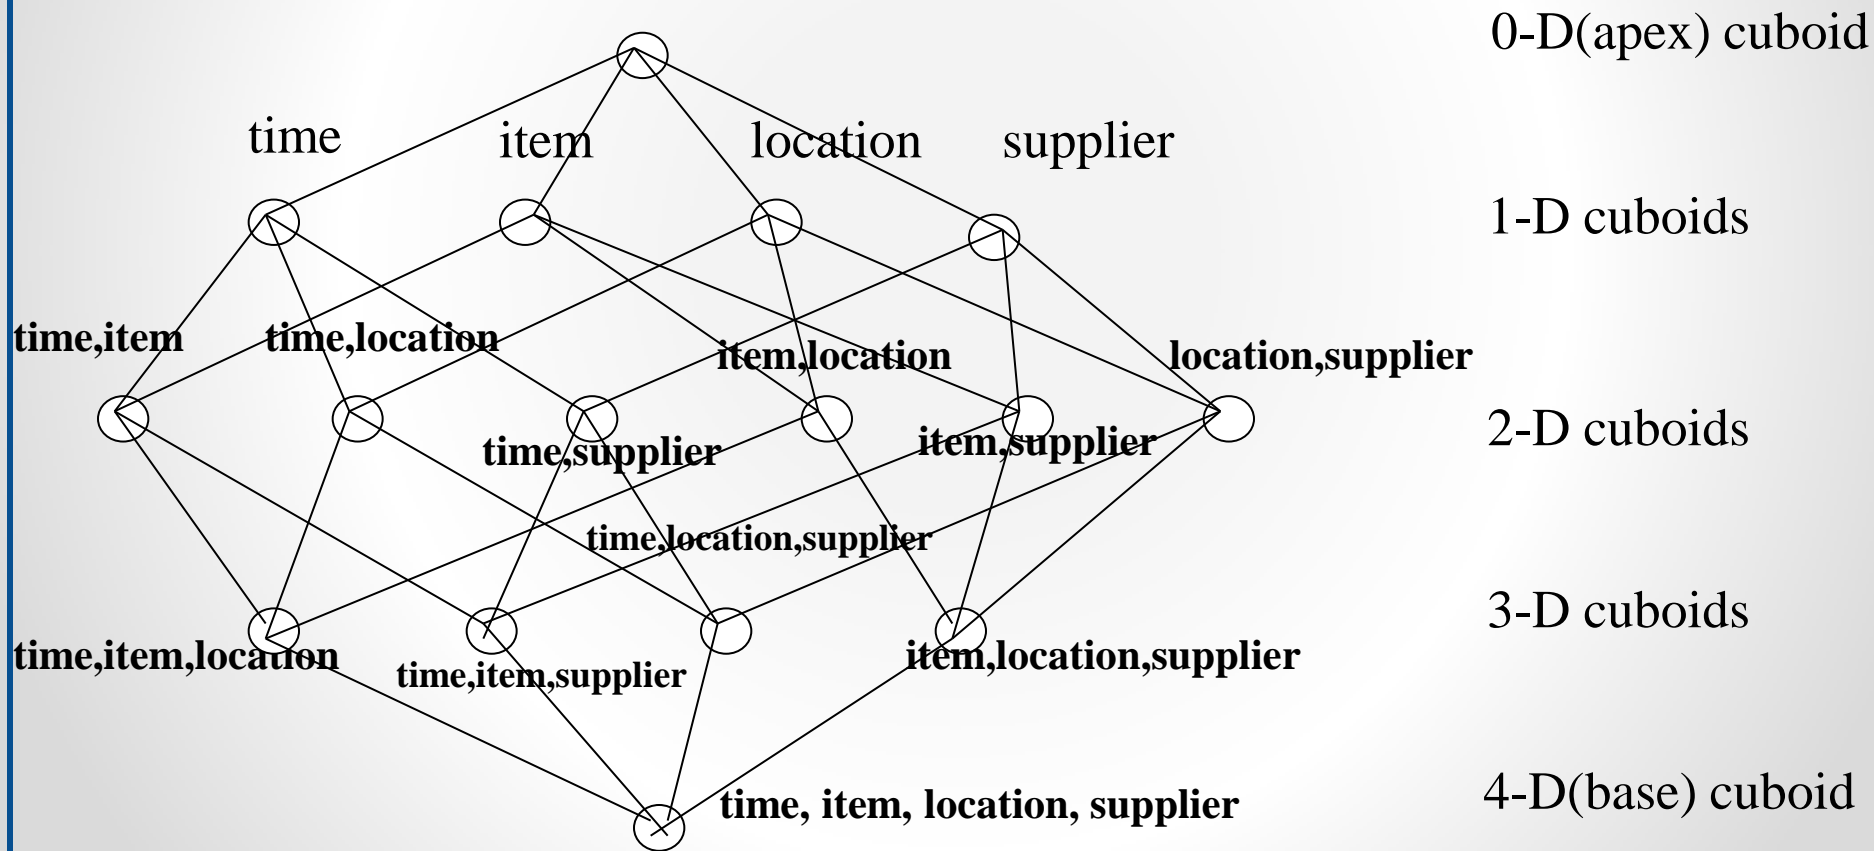 0-D(apex) cuboid
time item location supplier
1-D cuboids
time,item time,location item,location location,supplier
2-D cuboids
time,supplier item,supplier
time,location,supplier
3-D cuboids
time,item,location time,item,supplier item,location,supplier
time, item, location, supplier
4-D(base) cuboid